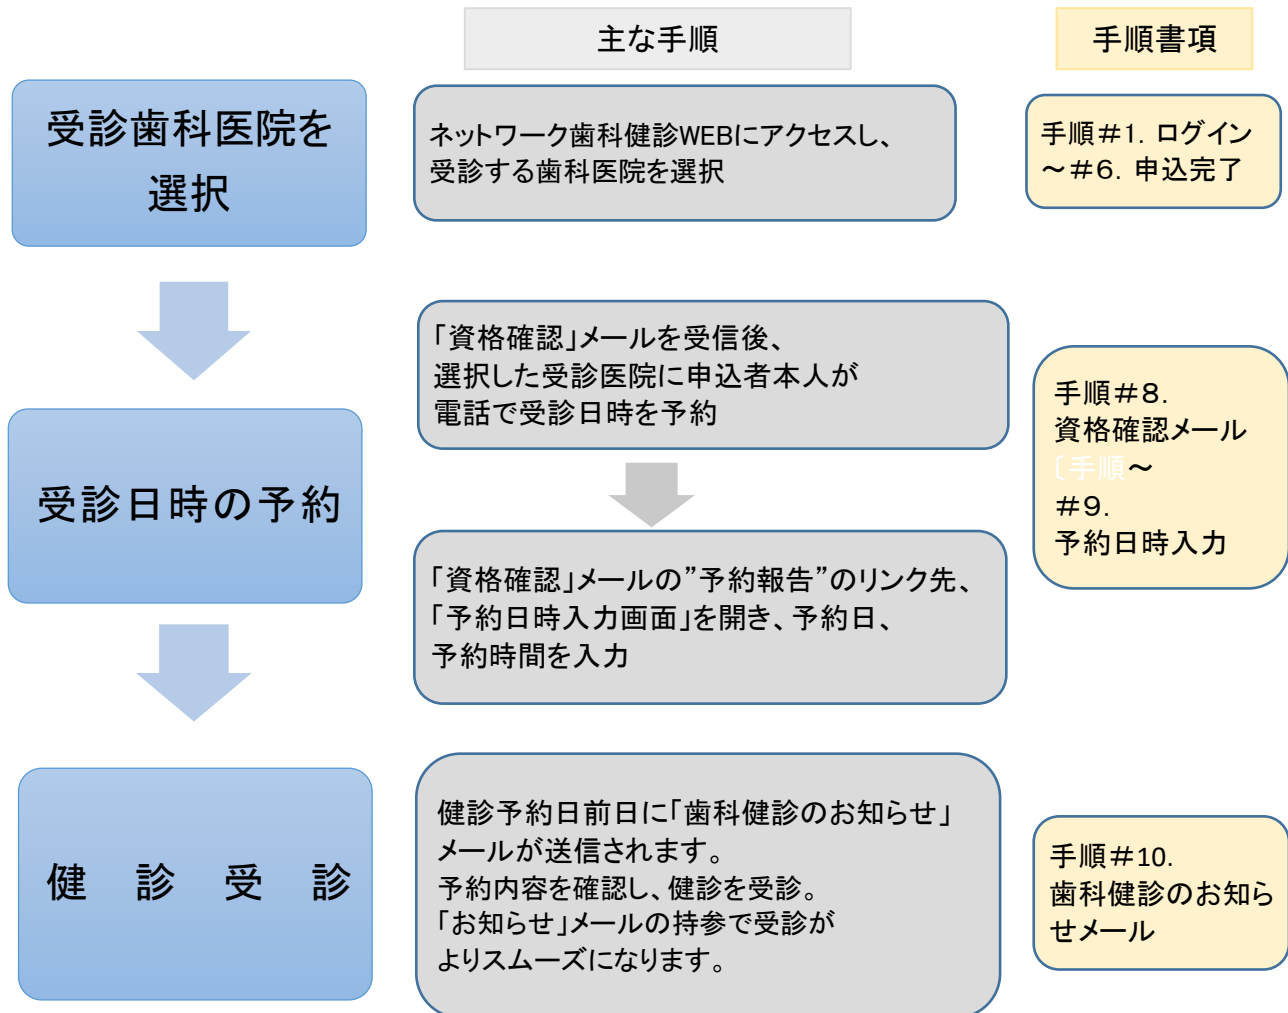 主な手順
手順書項
受診歯科医院を
選択
ネットワーク歯科健診WEBにアクセスし、
受診する歯科医院を選択
手順＃1．ログイン
～＃6．申込完了
「資格確認」メールを受信後、
選択した受診医院に申込者本人が
電話で受診日時を予約
受診日時の予約
「資格確認」メールの”予約報告”のリンク先、
「予約日時入力画面」を開き、予約日、
予約時間を入力
手順＃8．
資格確認メール
〔手順～
＃9．
予約日時入力
健　診　受　診
健診予約日前日に「歯科健診のお知らせ」
メールが送信されます。
予約内容を確認し、健診を受診。
「お知らせ」メールの持参で受診が
よりスムーズになります。
手順＃10．
歯科健診のお知ら
せメール